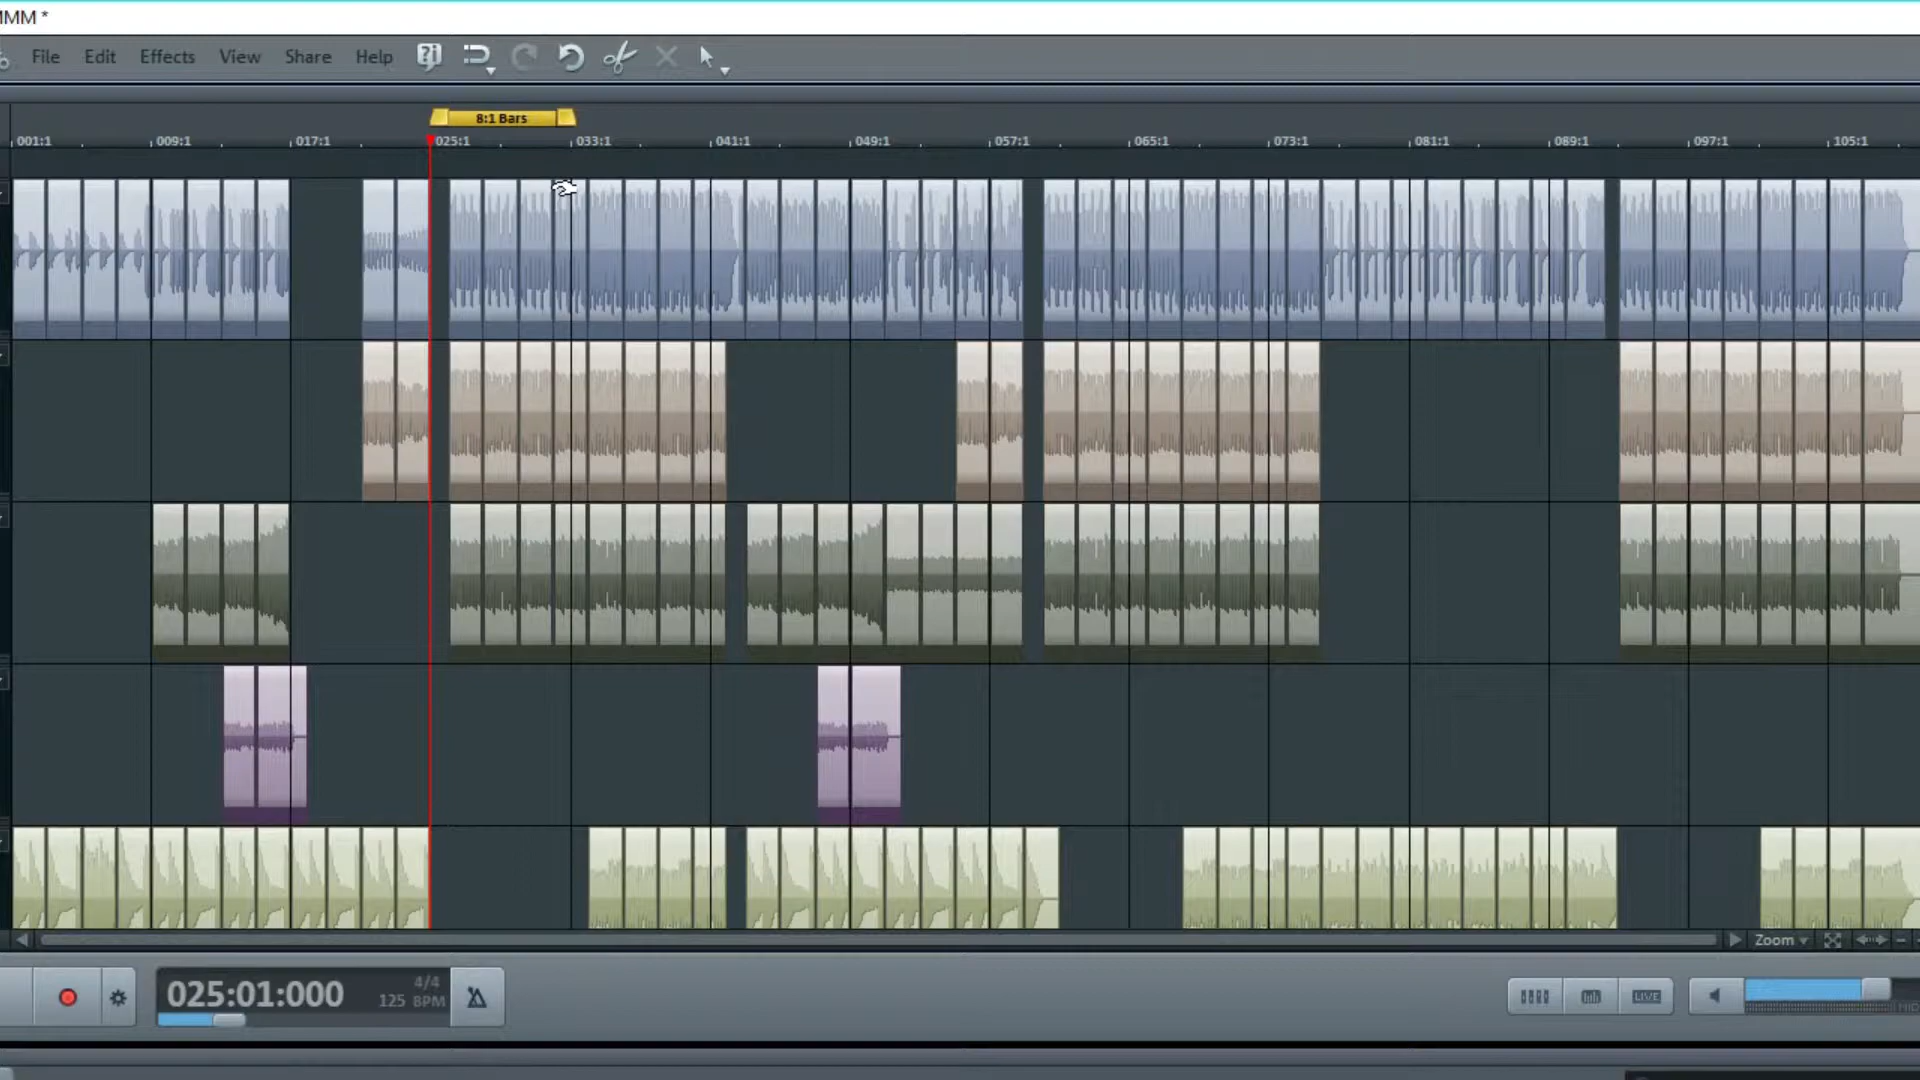 MMM *
File Edit Effects View Share Help
8:1 Bars
001:1 009:1 017:1 025:1 033:1 041:1 049:1 057:1 065:1 073:1 081:1 089:1 097:1 105:1
Zoom
025:01:000 4/4
125 BPM
LIVE